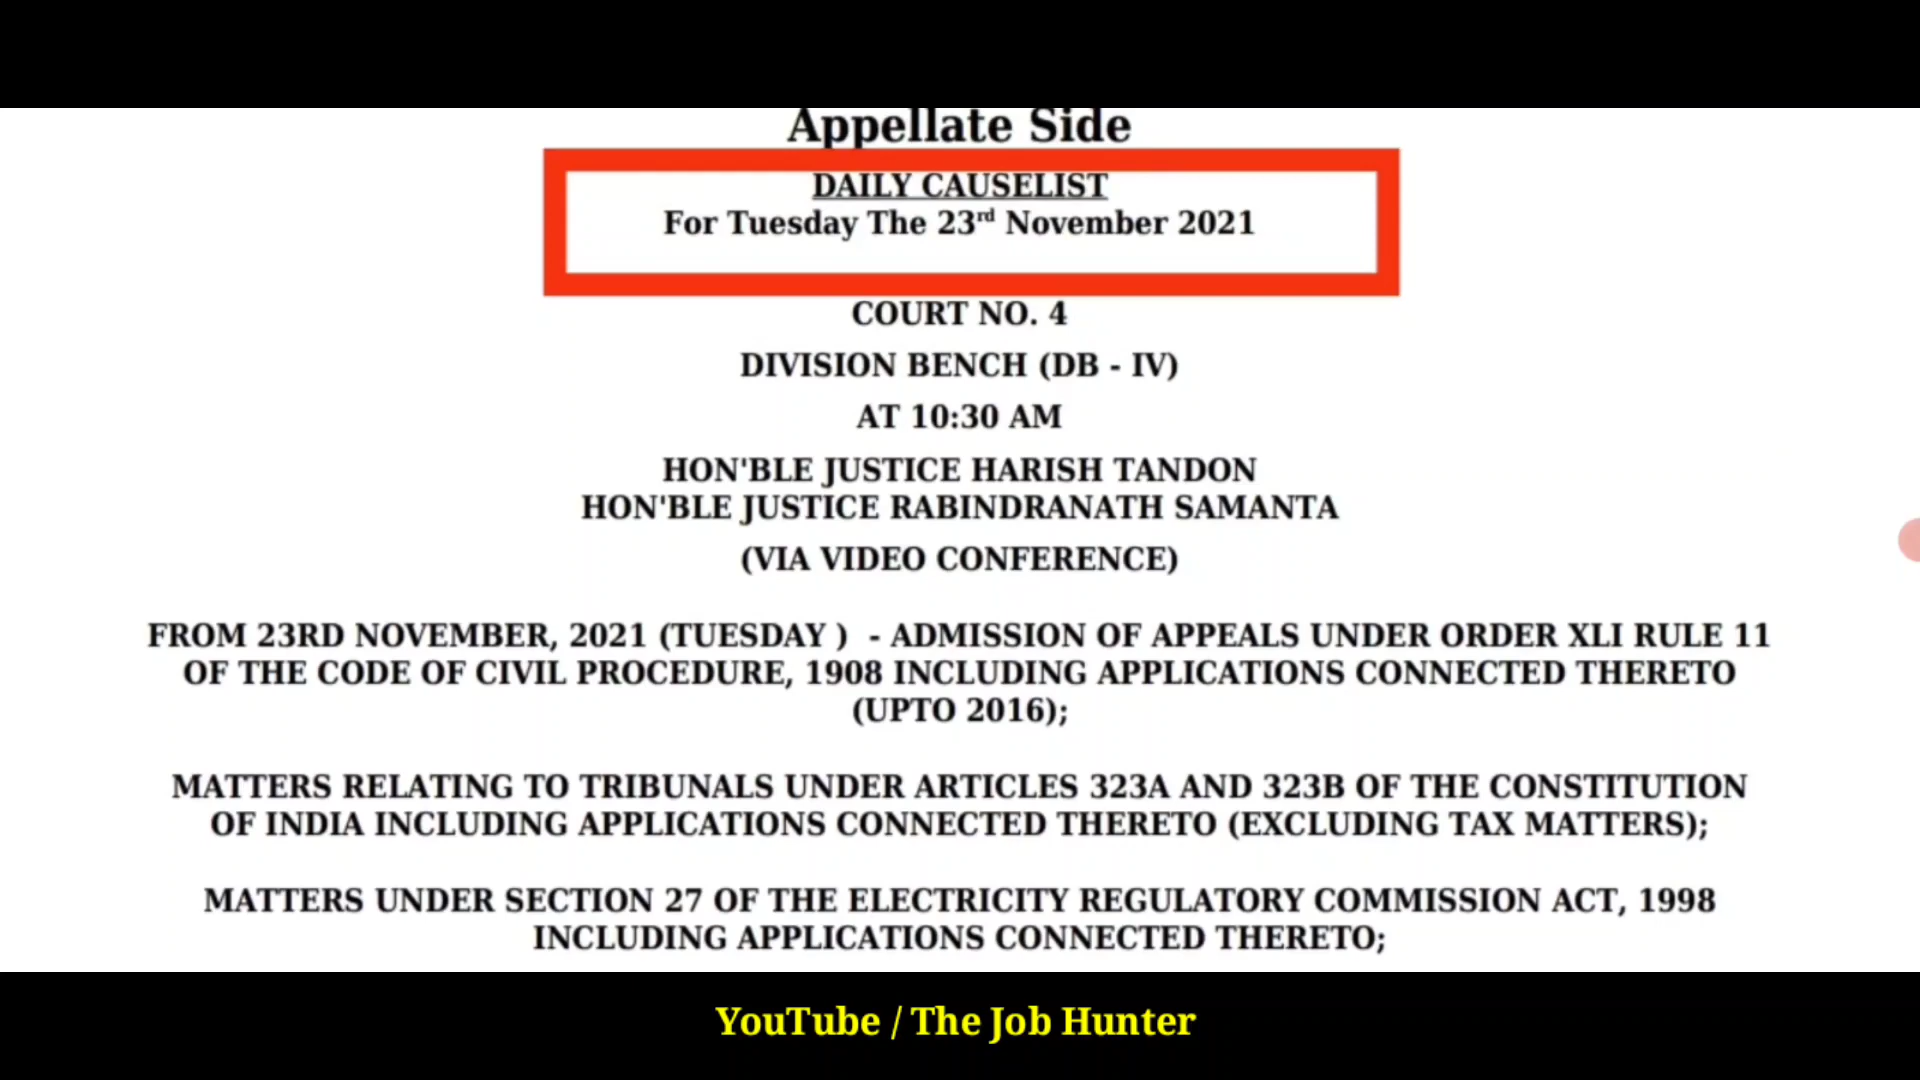 Appellate Side
DAILY CAUSELIST
For Tuesday The 23rd November 2021
COURT NO. 4
DIVISION BENCH (DB - IV)
AT 10:30 AM
HON'BLE JUSTICE HARISH TANDON
HON'BLE JUSTICE RABINDRANATH SAMANTA
(VIA VIDEO CONFERENCE)
FROM 23RD NOVEMBER, 2021 (TUESDAY )  - ADMISSION OF APPEALS UNDER ORDER XLI RULE 11
OF THE CODE OF CIVIL PROCEDURE, 1908 INCLUDING APPLICATIONS CONNECTED THERETO
(UPTO 2016);
MATTERS RELATING TO TRIBUNALS UNDER ARTICLES 323A AND 323B OF THE CONSTITUTION
OF INDIA INCLUDING APPLICATIONS CONNECTED THERETO (EXCLUDING TAX MATTERS);
MATTERS UNDER SECTION 27 OF THE ELECTRICITY REGULATORY COMMISSION ACT, 1998
INCLUDING APPLICATIONS CONNECTED THERETO;
YouTube / The Job Hunter